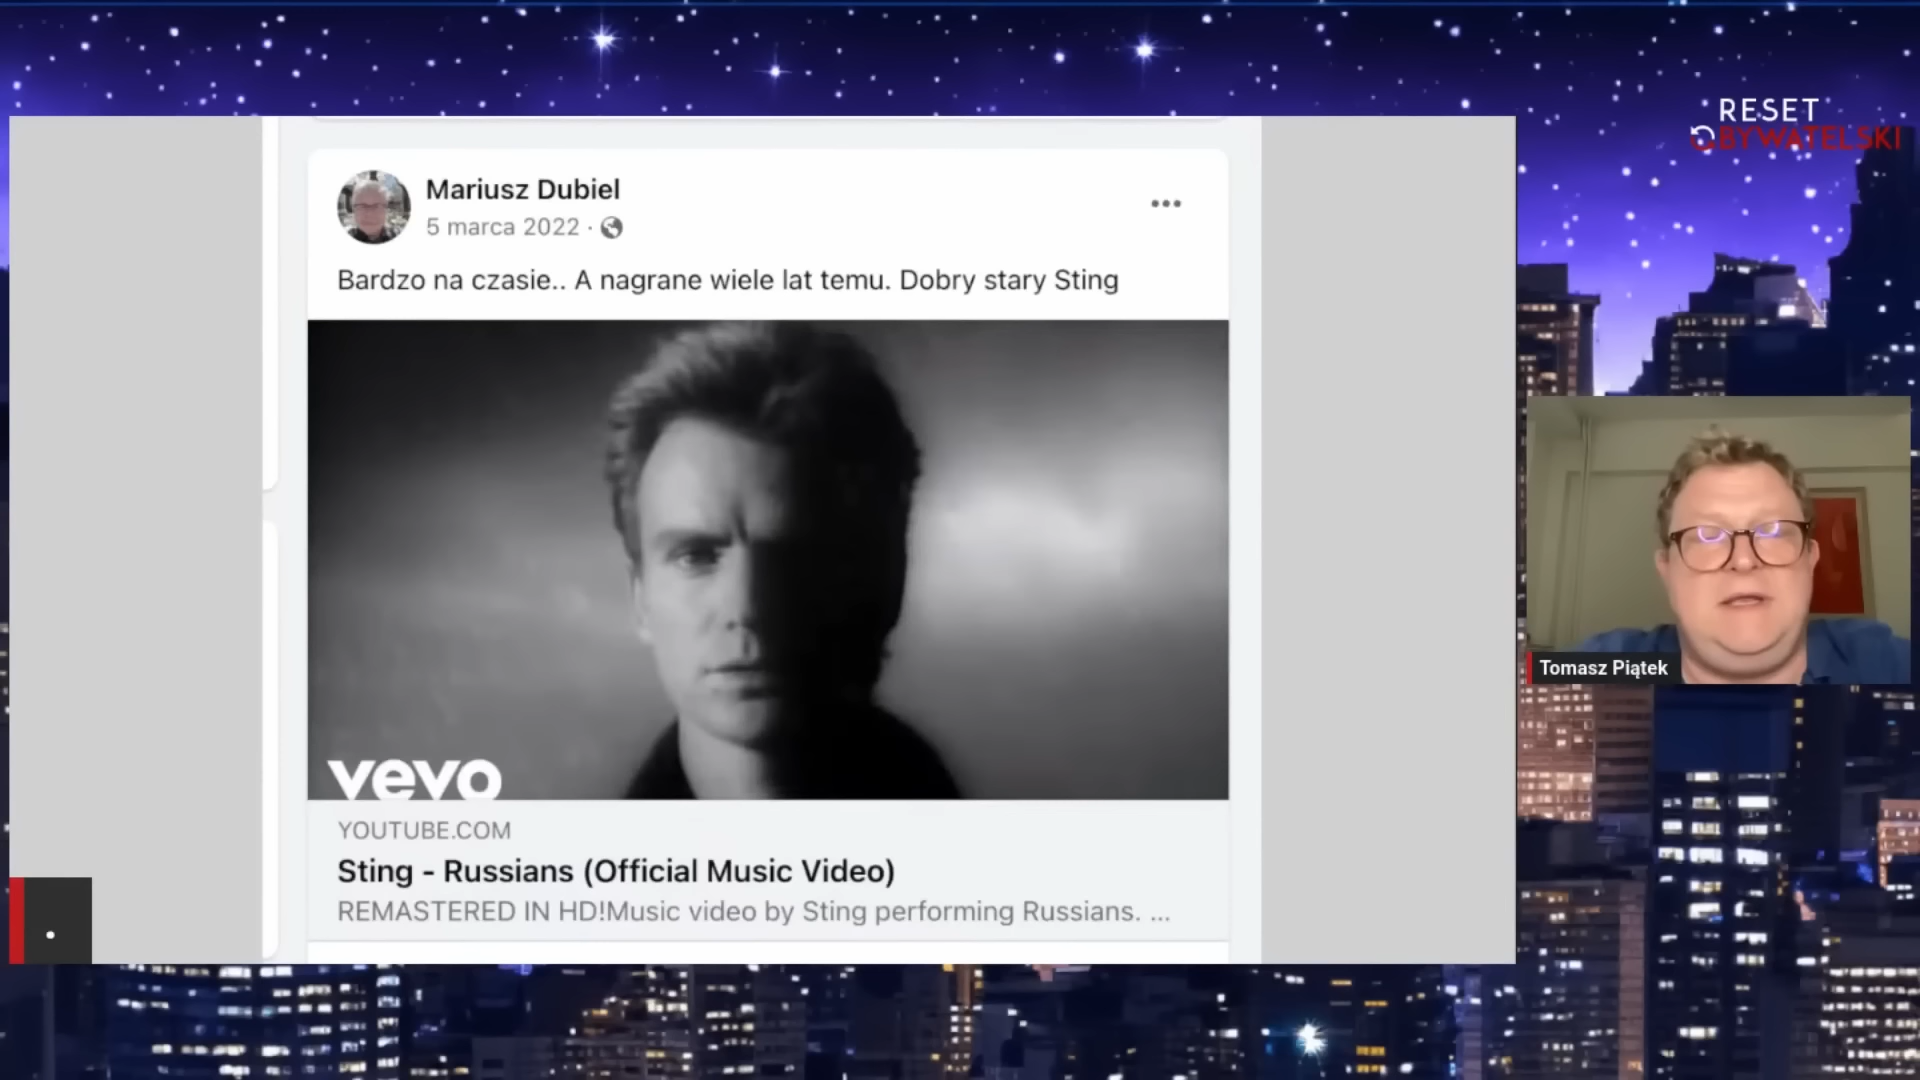 RESET
OBYWATELSKI
Mariusz Dubiel
5 marca 2022 ·
Bardzo na czasie.. A nagrane wiele lat temu. Dobry stary Sting
vevo
YOUTUBE.COM
Sting - Russians (Official Music Video)
REMASTERED IN HD!Music video by Sting performing Russians. ...
Tomasz Piątek
.